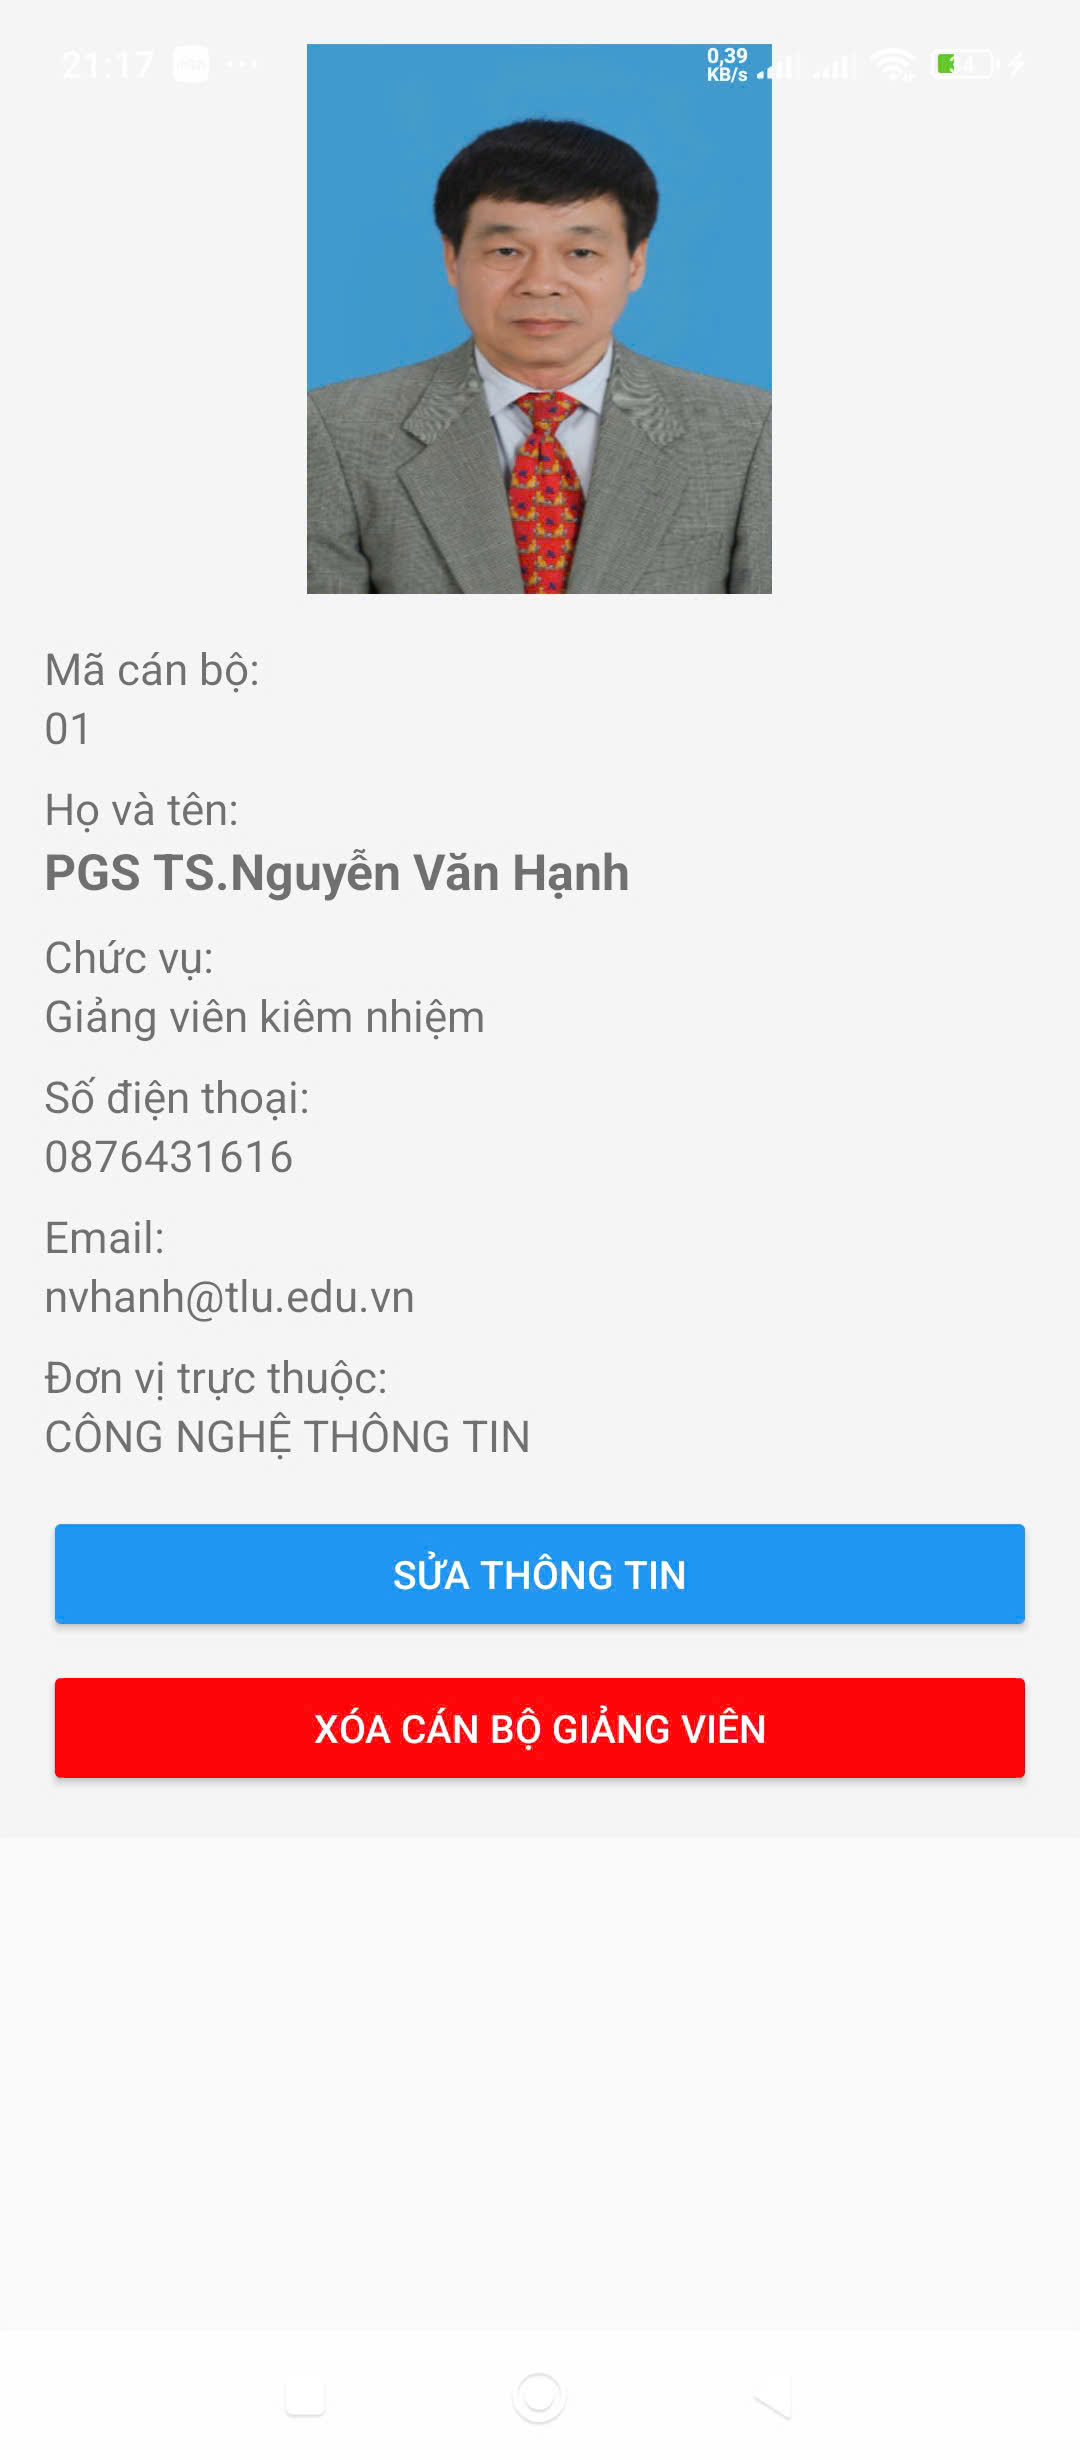 21:17
0,39
KB/s
34
Mã cán bộ:
01
Họ và tên:
PGS TS.Nguyễn Văn Hạnh
Chức vụ:
Giảng viên kiêm nhiệm
Số điện thoại:
0876431616
Email:
nvhanh@tlu.edu.vn
Đơn vị trực thuộc:
CÔNG NGHỆ THÔNG TIN
SỬA THÔNG TIN
XÓA CÁN BỘ GIẢNG VIÊN